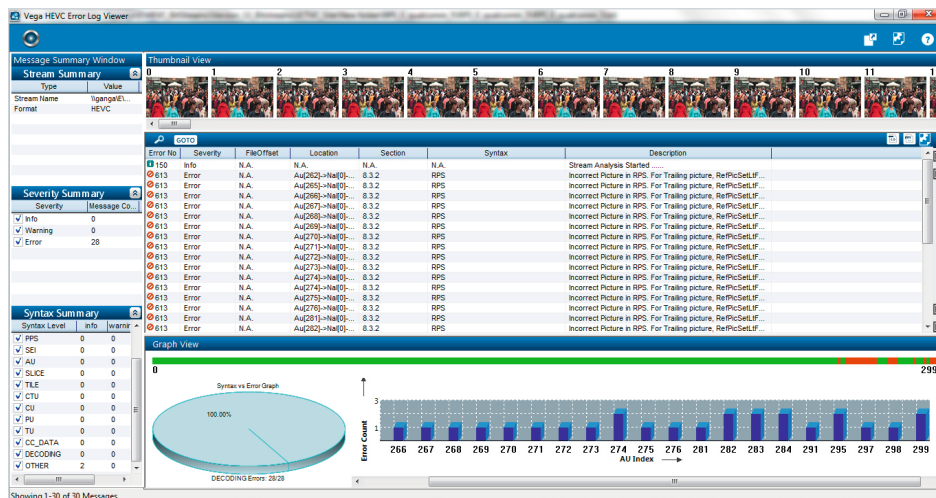 Vega HEVC Error Log Viewer
Message Summary Window
Stream Summary
Type Value
Stream Name \\ganga\E\...
Format HEVC
Severity Summary
Severity Message Co...
Info 0
Warning 0
Error 28
Syntax Summary
Syntax Level info warnir
PPS 0 0
SEI 0 0
AU 0 0
SLICE 0 0
TILE 0 0
CTU 0 0
CU 0 0
PU 0 0
TU 0 0
CC_DATA 0 0
DECODING 0 0
OTHER 2 0
Thumbnail View
0 1 2 3 4 5 6 7 8 9 10 11 1
GOTO
Error No Severity FileOffset Location Section Syntax Description
150 Info N.A. N.A. N.A. N.A. Stream Analysis Started ......
613 Error N.A. Au[262]->Nal[0]-... 8.3.2 RPS Incorrect Picture in RPS. For Trailing picture, RefPicSetLtF...
613 Error N.A. Au[265]->Nal[0]-... 8.3.2 RPS Incorrect Picture in RPS. For Trailing picture, RefPicSetLtF...
613 Error N.A. Au[266]->Nal[0]-... 8.3.2 RPS Incorrect Picture in RPS. For Trailing picture, RefPicSetLtF...
613 Error N.A. Au[267]->Nal[0]-... 8.3.2 RPS Incorrect Picture in RPS. For Trailing picture, RefPicSetLtF...
613 Error N.A. Au[268]->Nal[0]-... 8.3.2 RPS Incorrect Picture in RPS. For Trailing picture, RefPicSetLtF...
613 Error N.A. Au[269]->Nal[0]-... 8.3.2 RPS Incorrect Picture in RPS. For Trailing picture, RefPicSetLtF...
613 Error N.A. Au[270]->Nal[0]-... 8.3.2 RPS Incorrect Picture in RPS. For Trailing picture, RefPicSetLtF...
613 Error N.A. Au[271]->Nal[0]-... 8.3.2 RPS Incorrect Picture in RPS. For Trailing picture, RefPicSetLtF...
613 Error N.A. Au[272]->Nal[0]-... 8.3.2 RPS Incorrect Picture in RPS. For Trailing picture, RefPicSetLtF...
613 Error N.A. Au[273]->Nal[0]-... 8.3.2 RPS Incorrect Picture in RPS. For Trailing picture, RefPicSetLtF...
613 Error N.A. Au[274]->Nal[0]-... 8.3.2 RPS Incorrect Picture in RPS. For Trailing picture, RefPicSetLtF...
613 Error N.A. Au[274]->Nal[0]-... 8.3.2 RPS Incorrect Picture in RPS. For Trailing picture, RefPicSetLtF...
613 Error N.A. Au[275]->Nal[0]-... 8.3.2 RPS Incorrect Picture in RPS. For Trailing picture, RefPicSetLtF...
613 Error N.A. Au[276]->Nal[0]-... 8.3.2 RPS Incorrect Picture in RPS. For Trailing picture, RefPicSetLtF...
613 Error N.A. Au[281]->Nal[0]-... 8.3.2 RPS Incorrect Picture in RPS. For Trailing picture, RefPicSetLtF...
613 Error N.A. Au[282]->Nal[0]-... 8.3.2 RPS Incorrect Picture in RPS. For Trailing picture, RefPicSetLtF...
Graph View
0 299
Syntax vs Error Graph
100.00%
DECODING Errors: 28/28
Error Count
3
1
266 267 268 269 270 271 272 273 274 275 276 281 282 283 284 291 295 297 298 299
AU Index
Showing 1-30 of 30 Messages